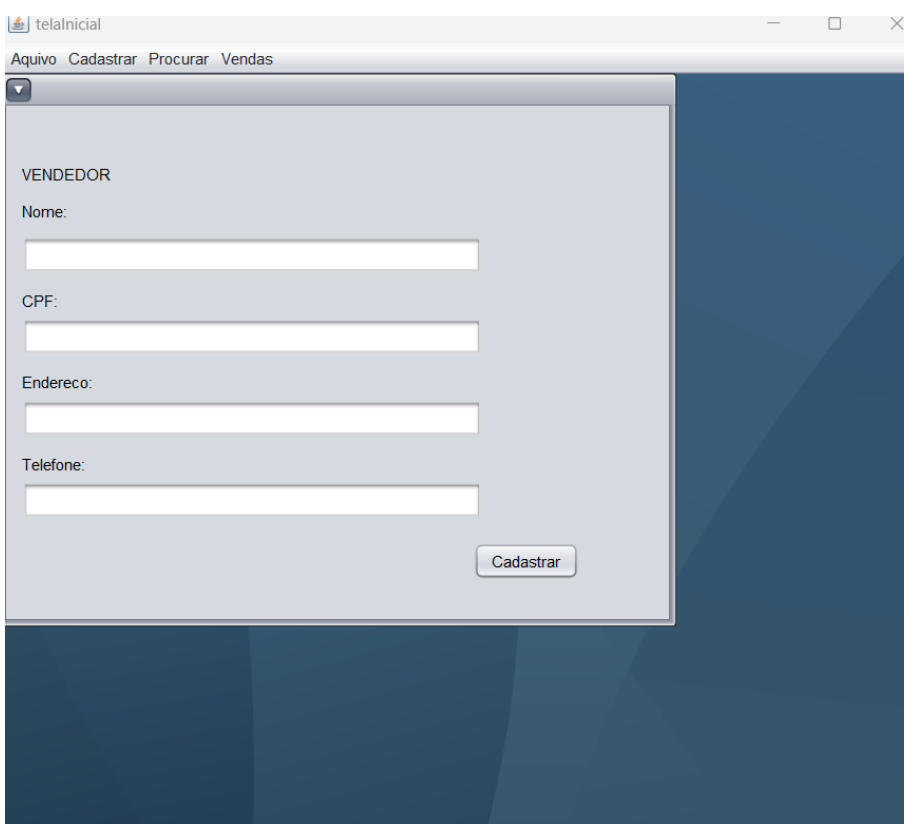 telaInicial
Aquivo Cadastrar Procurar Vendas
VENDEDOR
Nome:
CPF:
Endereco:
Telefone:
Cadastrar